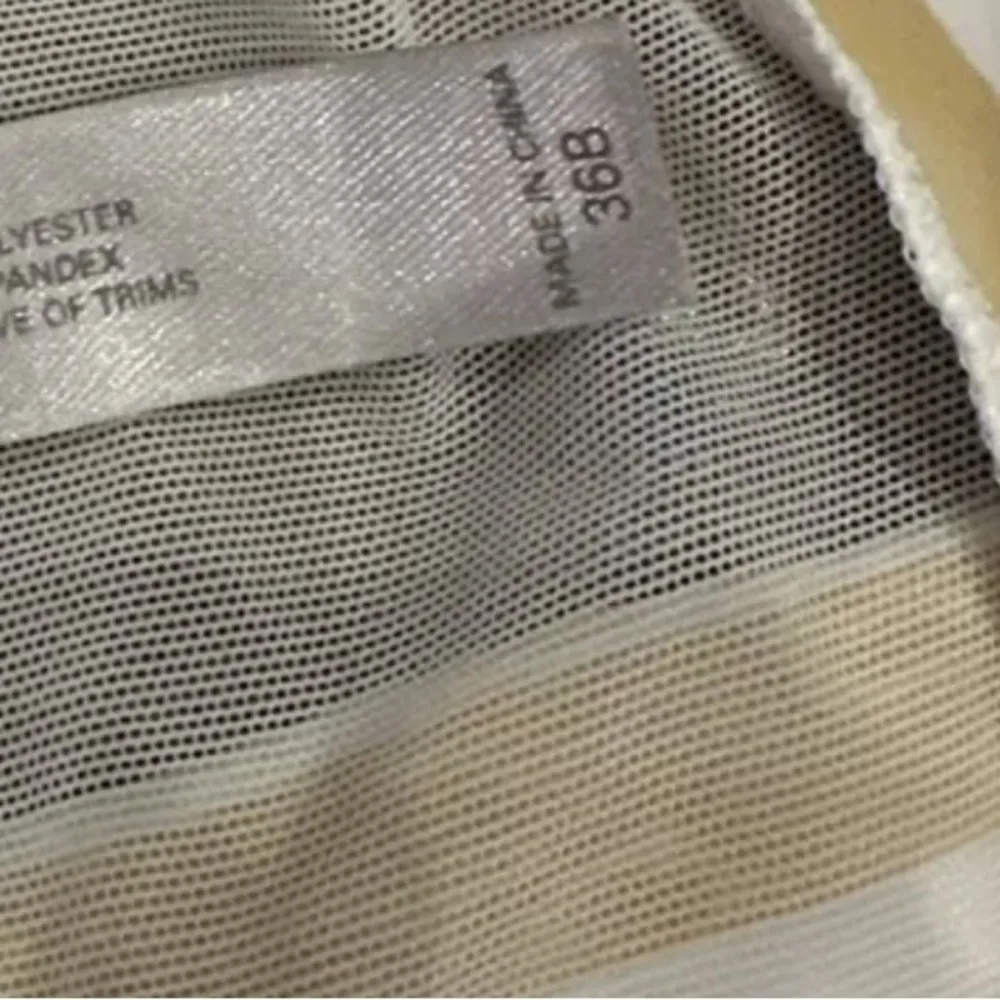 LYESTER
PANDEX
VE OF TRIMS
MADE IN CHINA
36B